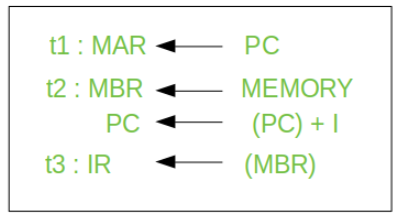 t1 : MAR ← PC
t2 : MBR ← MEMORY
PC ← (PC) + I
t3 : IR ← (MBR)